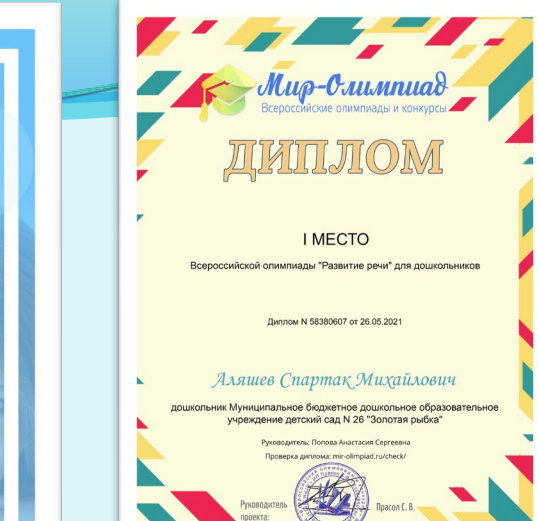 Мир-Олимпиад
Всероссийские олимпиады и конкурсы
ДИПЛОМ
I МЕСТО
Всероссийской олимпиады "Развитие речи" для дошкольников
Диплом N 58380607 от 26.05.2021
Аляшев Спартак Михайлович
дошкольник Муниципальное бюджетное дошкольное образовательное
учреждение детский сад N 26 "Золотая рыбка"
Руководитель: Попова Анастасия Сергеевна
Проверка диплома: mir-olimpiad.ru/check/
Руководитель
проекта:
Прасол С. В.